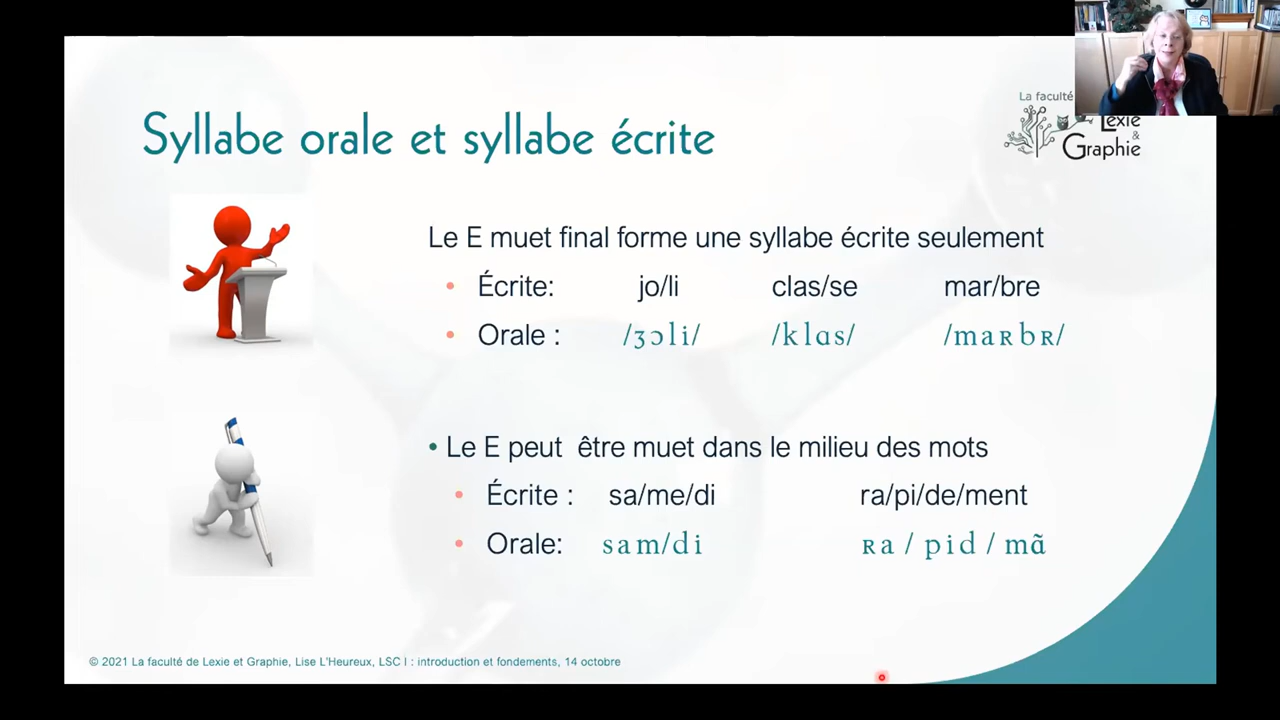 La faculté
Lexie
&
Graphie
Syllabe orale et syllabe écrite
Le E muet final forme une syllabe écrite seulement
• Écrite: jo/li clas/se mar/bre
• Orale : /ʒɔli/ /klɑs/ /maʀbʀ/
• Le E peut être muet dans le milieu des mots
• Écrite : sa/me/di ra/pi/de/ment
• Orale: sam/di ʀa / pid / mɑ̃
© 2021 La faculté de Lexie et Graphie, Lise L'Heureux, LSC I : introduction et fondements, 14 octobre